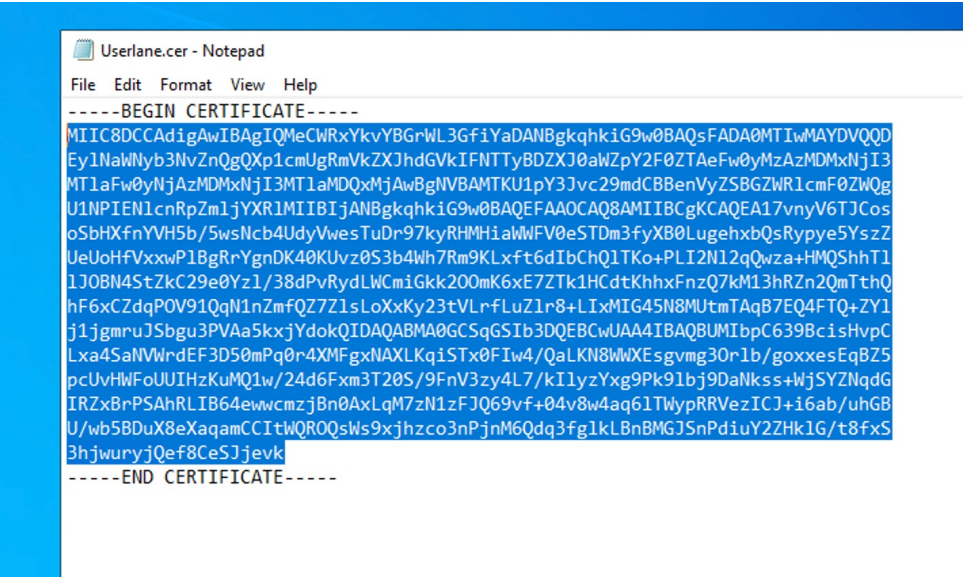 Userlane.cer - Notepad
File Edit Format View Help
-----BEGIN CERTIFICATE-----
MIIC8DCCAdigAwIBAgIQMeCWRxYkvYBGrWL3GfiYaDANBgkqhkiG9w0BAQsFADA0MTIwMAYDVQQD
EylNaWNyb3NvZnQgQXp1cmUgRmVkZXJhdGVkIFNTTyBDZXJ0aWZpY2F0ZTAeFw0yMzAzMDMxNjI3
MTlaFw0yNjAzMDMxNjI3MTlaMDQxMjAwBgNVBAMTKU1pY3Jvc29mdCBBenVyZSBGZWRlcmF0ZWQg
U1NPIENlcnRpZmljYXRlMIIBIjANBgkqhkiG9w0BAQEFAAOCAQ8AMIIBCgKCAQEA17vnyV6TJCos
oSbHXfnYVH5b/5wsNcb4UdyVwesTuDr97kyRHMHiaWWFV0eSTDm3fyXB0LugehxbQsRypye5YszZ
UeUoHfVxxwPlBgRrYgnDK40KUvz0S3b4Wh7Rm9KLxft6dIbChQlTKo+PLI2Nl2qQwza+HMQShhTl
lJOBN4StZkC29e0Yzl/38dPvRydLWCmiGkk2OOmK6xE7ZTk1HCdtKhhxFnzQ7kM13hRZn2QmTthQ
hF6xCZdqPOV91QqN1nZmfQZ7ZlsLoXxKy23tVLrfLuZlr8+LIxMIG45N8MUtmTAqB7EQ4FTQ+ZYl
j1jgmruJSbgu3PVAa5kxjYdokQIDAQABMA0GCSqGSIb3DQEBCwUAA4IBAQBUMIbpC639BcisHvpC
Lxa4SaNVWrdEF3D50mPq0r4XMFgxNAXLKqiSTx0FIw4/QaLKN8WWXEsgvmg3Orlb/goxxesEqBZ5
pcUvHWFoUUIHzKuMQ1w/24d6Fxm3T20S/9FnV3zy4L7/kIlyzYxg9Pk9lbj9DaNkss+WjSYZNqdG
IRZxBrPSAhRLIB64ewwcmzjBn0AxLqM7zN1zFJQ69vf+04v8w4aq6lTWypRRVezICJ+i6ab/uhGB
U/wb5BDuX8eXaqamCCItWQROQsWs9xjhzco3nPjnM6Qdq3fglkLBnBMGJSnPdiuY2ZHklG/t8fxS
3hjwuryjQef8CeSJjevk
-----END CERTIFICATE-----